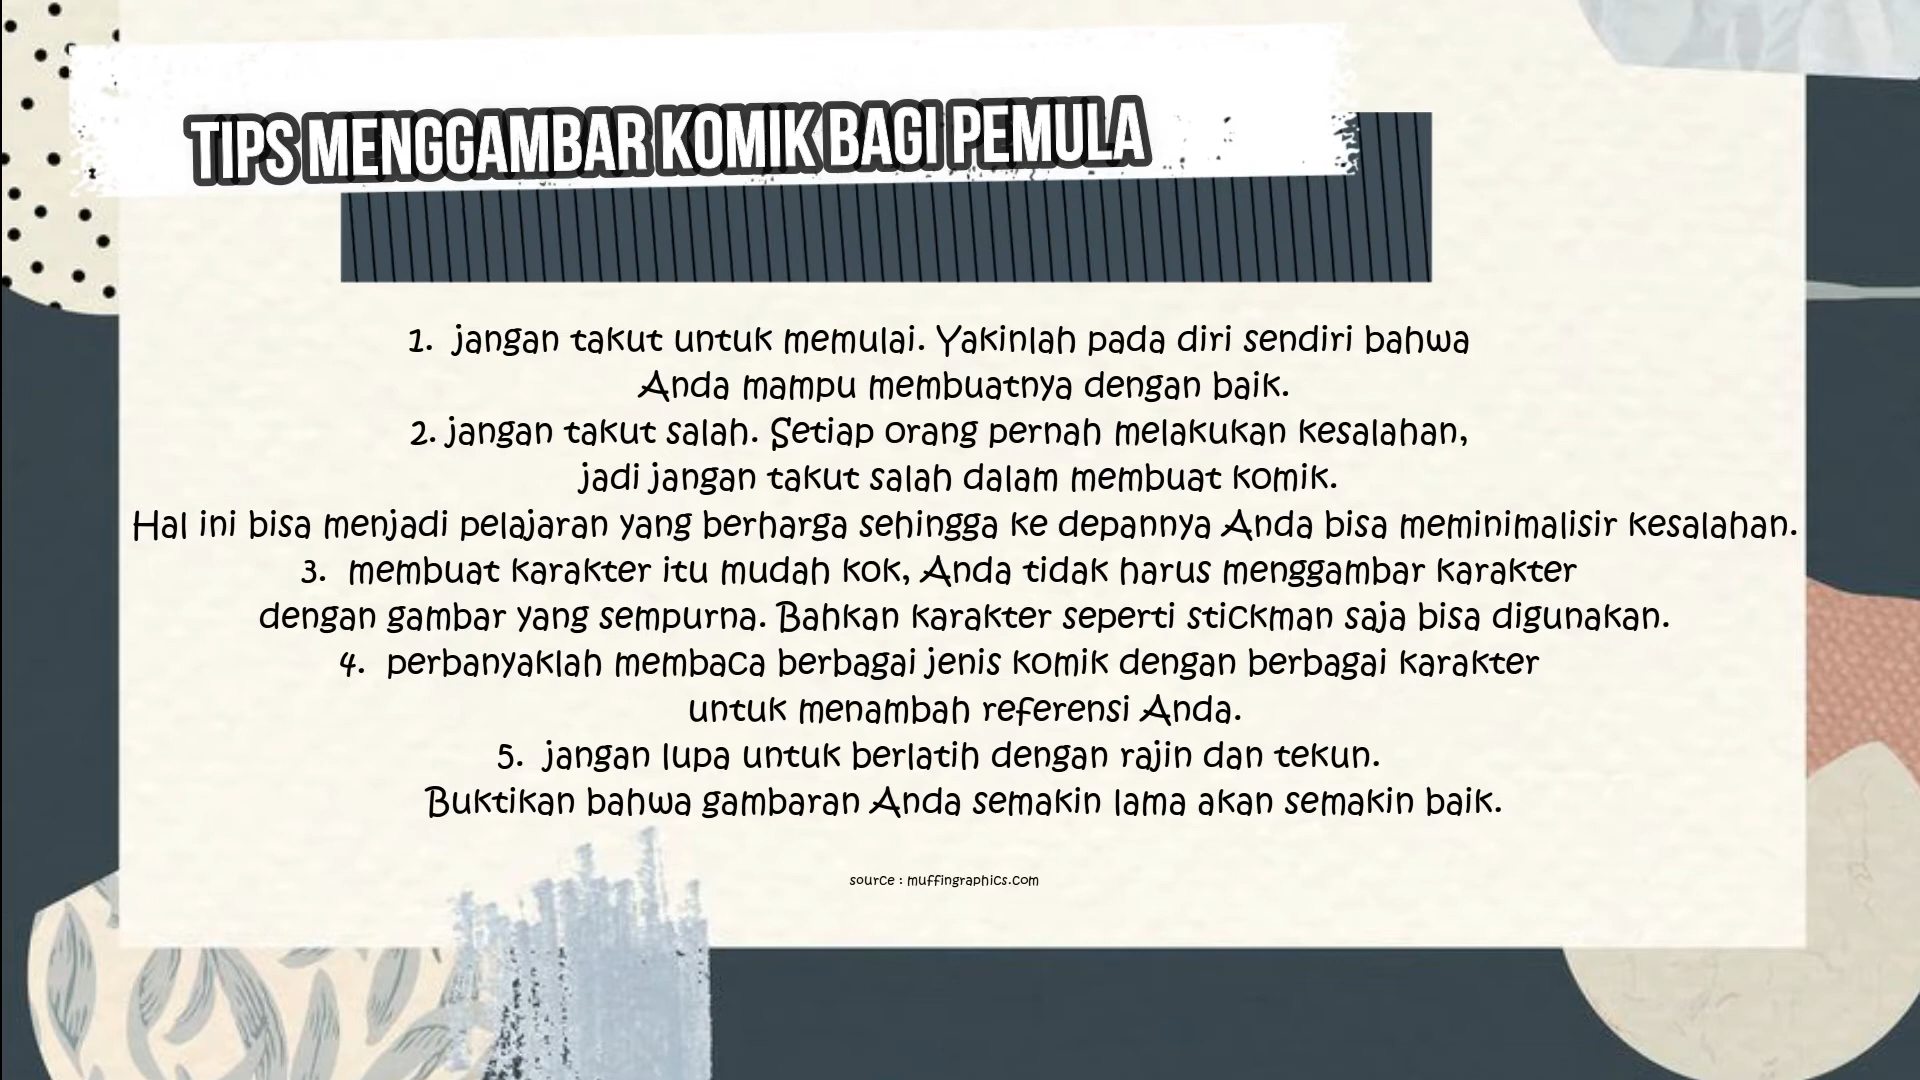 TIPS MENGGAMBAR KOMIK BAGI PEMULA
1. jangan takut untuk memulai. Yakinlah pada diri sendiri bahwa
Anda mampu membuatnya dengan baik.
2. jangan takut salah. Setiap orang pernah melakukan kesalahan,
jadi jangan takut salah dalam membuat komik.
Hal ini bisa menjadi pelajaran yang berharga sehingga ke depannya Anda bisa meminimalisir kesalahan.
3. membuat karakter itu mudah kok, Anda tidak harus menggambar karakter
dengan gambar yang sempurna. Bahkan karakter seperti stickman saja bisa digunakan.
4. perbanyaklah membaca berbagai jenis komik dengan berbagai karakter
untuk menambah referensi Anda.
5. jangan lupa untuk berlatih dengan rajin dan tekun.
Buktikan bahwa gambaran Anda semakin lama akan semakin baik.
source : muffingraphics.com